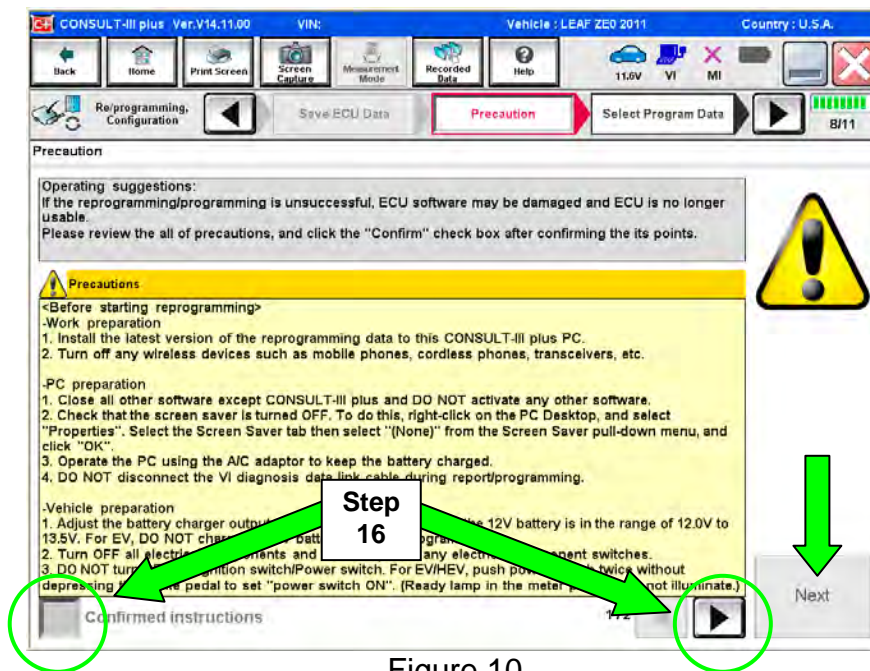 CONSULT-III plus Ver.V14.11.00 VIN: Vehicle : LEAF ZE0 2011 Country : U.S.A.
Back
Home
Print Screen
Screen Capture
Measurement Mode
Recorded Data
Help
11.6V
VI
MI
Re/programming, Configuration
Save ECU Data
Precaution
Select Program Data
8/11
Precaution
Operating suggestions:
If the reprogramming/programming is unsuccessful, ECU software may be damaged and ECU is no longer
usable.
Please review the all of precautions, and click the "Confirm" check box after confirming the its points.
Precautions
<Before starting reprogramming>
-Work preparation
1. Install the latest version of the reprogramming data to this CONSULT-III plus PC.
2. Turn off any wireless devices such as mobile phones, cordless phones, transceivers, etc.
-PC preparation
1. Close all other software except CONSULT-III plus and DO NOT activate any other software.
2. Check that the screen saver is turned OFF. To do this, right-click on the PC Desktop, and select
"Properties". Select the Screen Saver tab then select "(None)" from the Screen Saver pull-down menu, and
click "OK".
3. Operate the PC using the A/C adaptor to keep the battery charged.
4. DO NOT disconnect the VI diagnosis data link cable during report/programming.
-Vehicle preparation
1. Adjust the battery charger output the 12V battery is in the range of 12.0V to
13.5V. For EV, DO NOT
2. Turn OFF all and any
3. DO NOT switch/Power switch. For EV/HEV, push twice without
depressing pedal to set "power switch ON". (Ready lamp in the meter not illuminate.)
Step
16
Confirmed instructions
Next
Figure 10